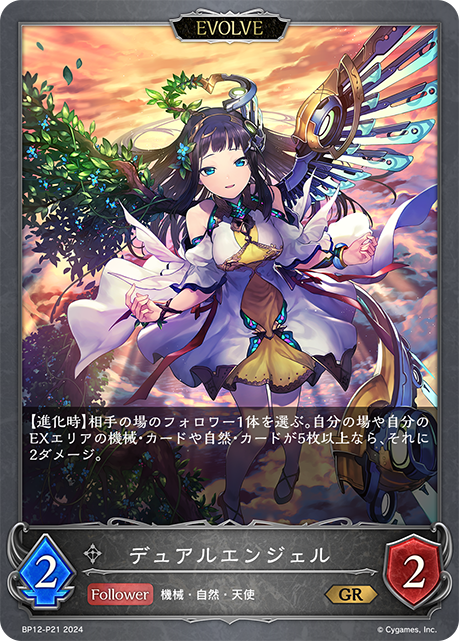 EVOLVE
【進化時】相手の場のフォロワー1体を選ぶ。自分の場や自分の
EXエリアの機械・カードや自然・カードが5枚以上なら、それに
2ダメージ。
2
デュアルエンジェル
2
Follower 機械・自然・天使 GR
BP12-P21 2024 © Cygames, Inc.